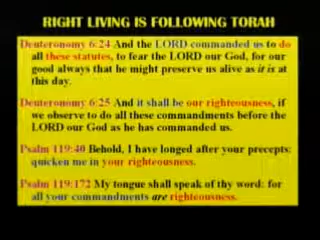 RIGHT LIVING IS FOLLOWING TORAH
Deuteronomy 6:24 And the LORD commanded us to do
all these statutes, to fear the LORD our God, for our
good always that he might preserve us alive as it is at
this day.
Deuteronomy 6:25 And it shall be our righteousness, if
we observe to do all these commandments before the
LORD our God as he has commanded us.
Psalm 119:40 Behold, I have longed after your precepts:
quicken me in your righteousness.
Psalm 119:172 My tongue shall speak of thy word: for
all your commandments are righteousness.